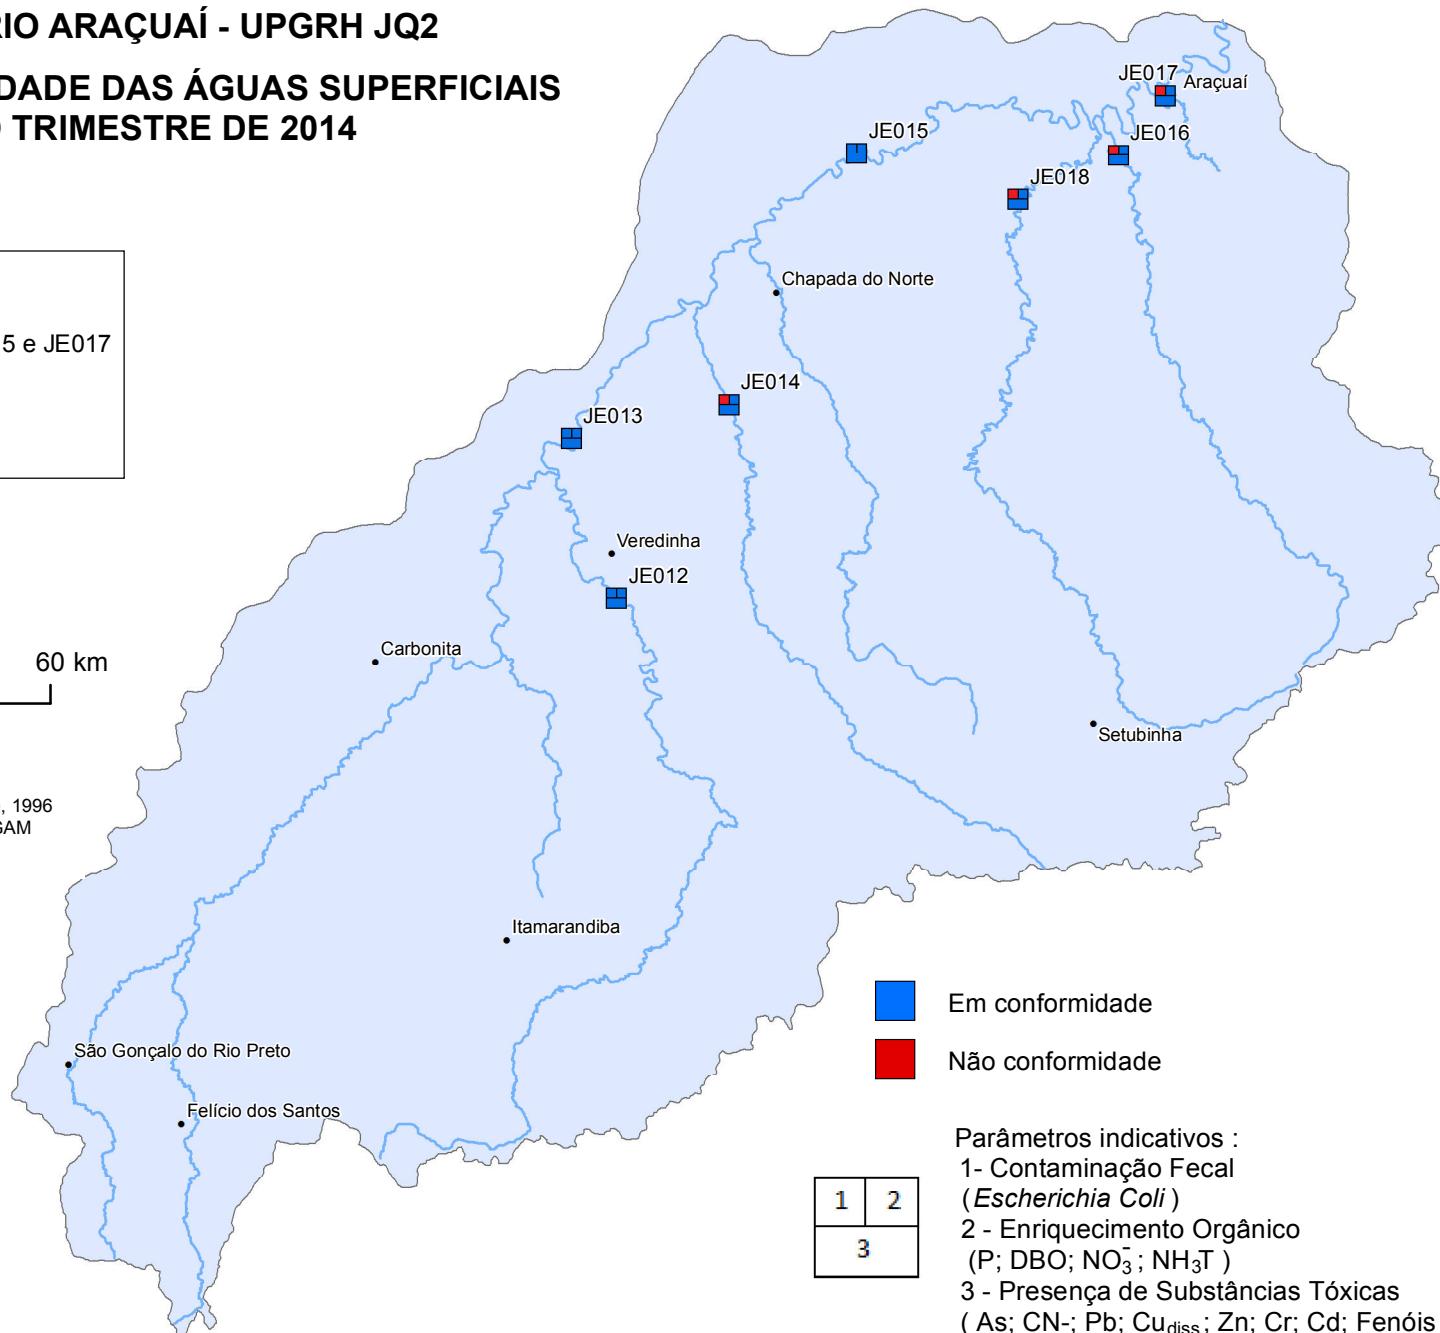 RIO ARAÇUAÍ - UPGRH JQ2
DADE DAS ÁGUAS SUPERFICIAIS
TRIMESTRE DE 2014
JE017
Araçuaí
JE015
JE016
JE018
Chapada do Norte
5 e JE017
JE014
JE013
Veredinha
JE012
Carbonita
60 km
Setubinha
, 1996
GAM
Itamarandiba
Em conformidade
São Gonçalo do Rio Preto
Não conformidade
Felício dos Santos
Parâmetros indicativos :
1- Contaminação Fecal
(Escherichia Coli )
1 2
2 - Enriquecimento Orgânico
3
(P; DBO; NO₃⁻; NH₃T )
3 - Presença de Substâncias Tóxicas
( As; CN-; Pb; Cu diss; Zn; Cr; Cd; Fenóis